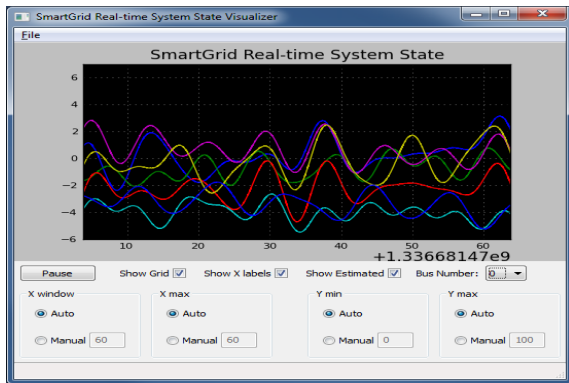 SmartGrid Real-time System State Visualizer
File
SmartGrid Real-time System State
6
4
2
0
−2
−4
−6
10 20 30 40 50 60
+1.33668147e9
Pause Show Grid Show X labels Show Estimated Bus Number: 0
X window X max Y min Y max
Auto Auto Auto Auto
Manual 60 Manual 60 Manual 0 Manual 100